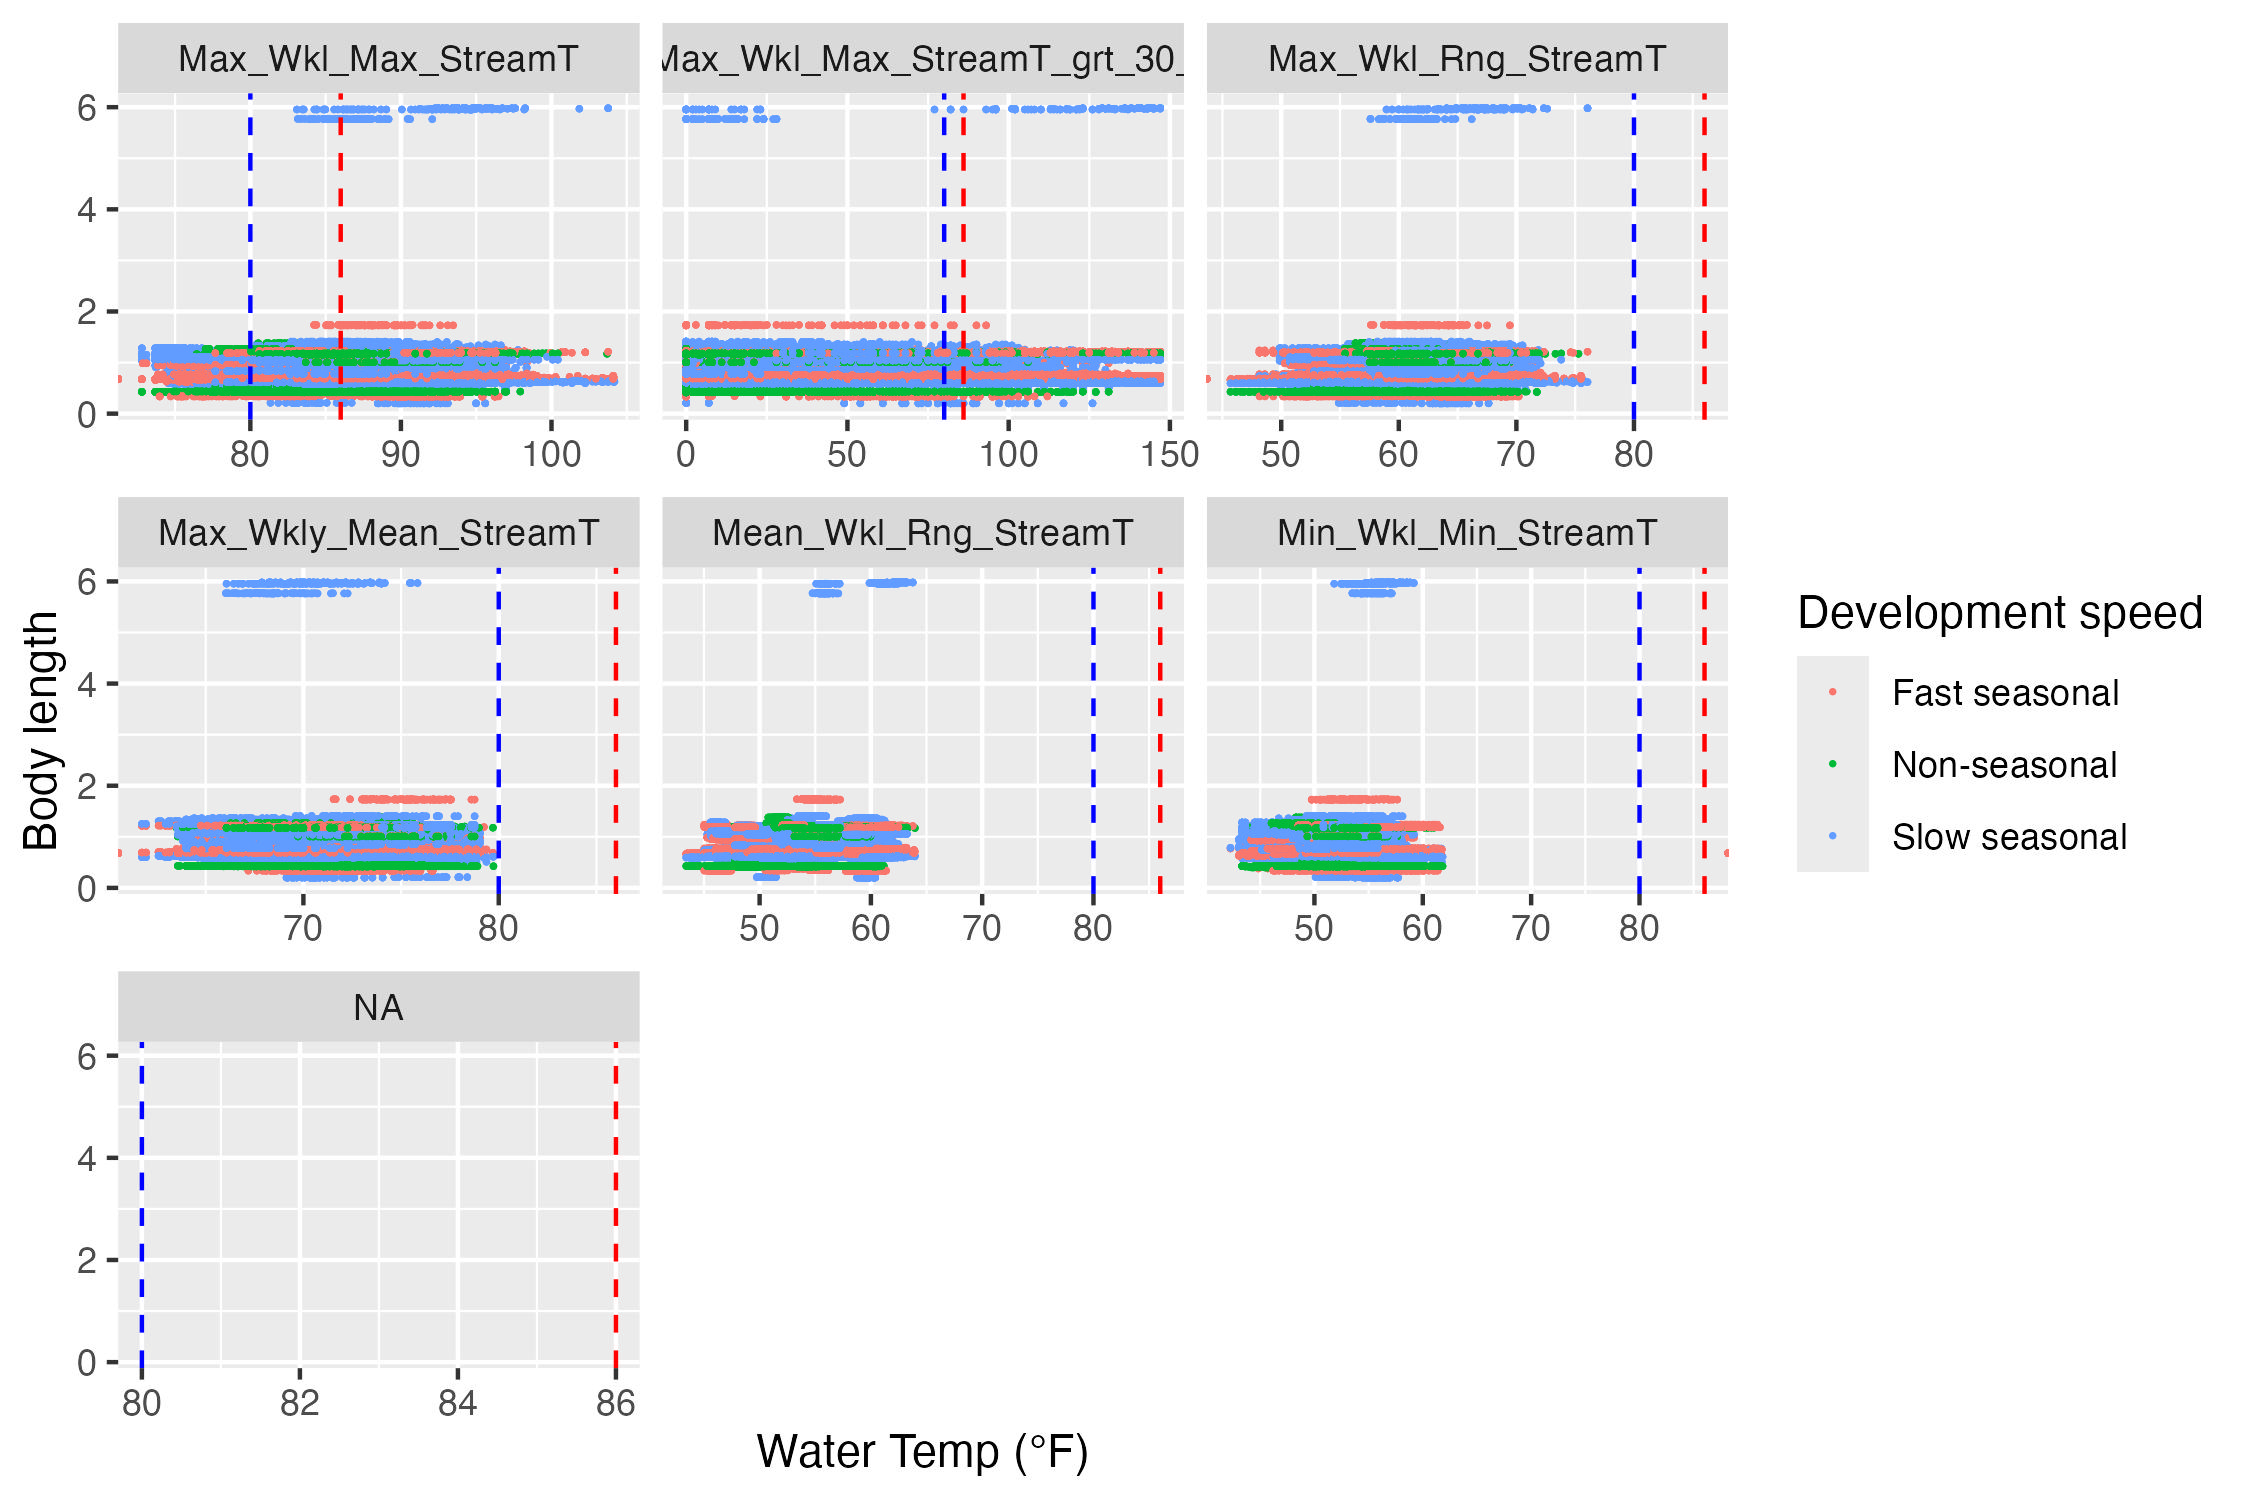 Max_Wkl_Max_StreamT
Max_Wkl_Max_StreamT_grt_30_
Max_Wkl_Rng_StreamT
6
4
2
0
80 90 100
0 50 100 150
50 60 70 80
Max_Wkly_Mean_StreamT
Mean_Wkl_Rng_StreamT
Min_Wkl_Min_StreamT
6
4
2
0
70 80
50 60 70 80
50 60 70 80
NA
6
4
2
0
80 82 84 86
Water Temp (°F)
Body length
Development speed
Fast seasonal
Non-seasonal
Slow seasonal